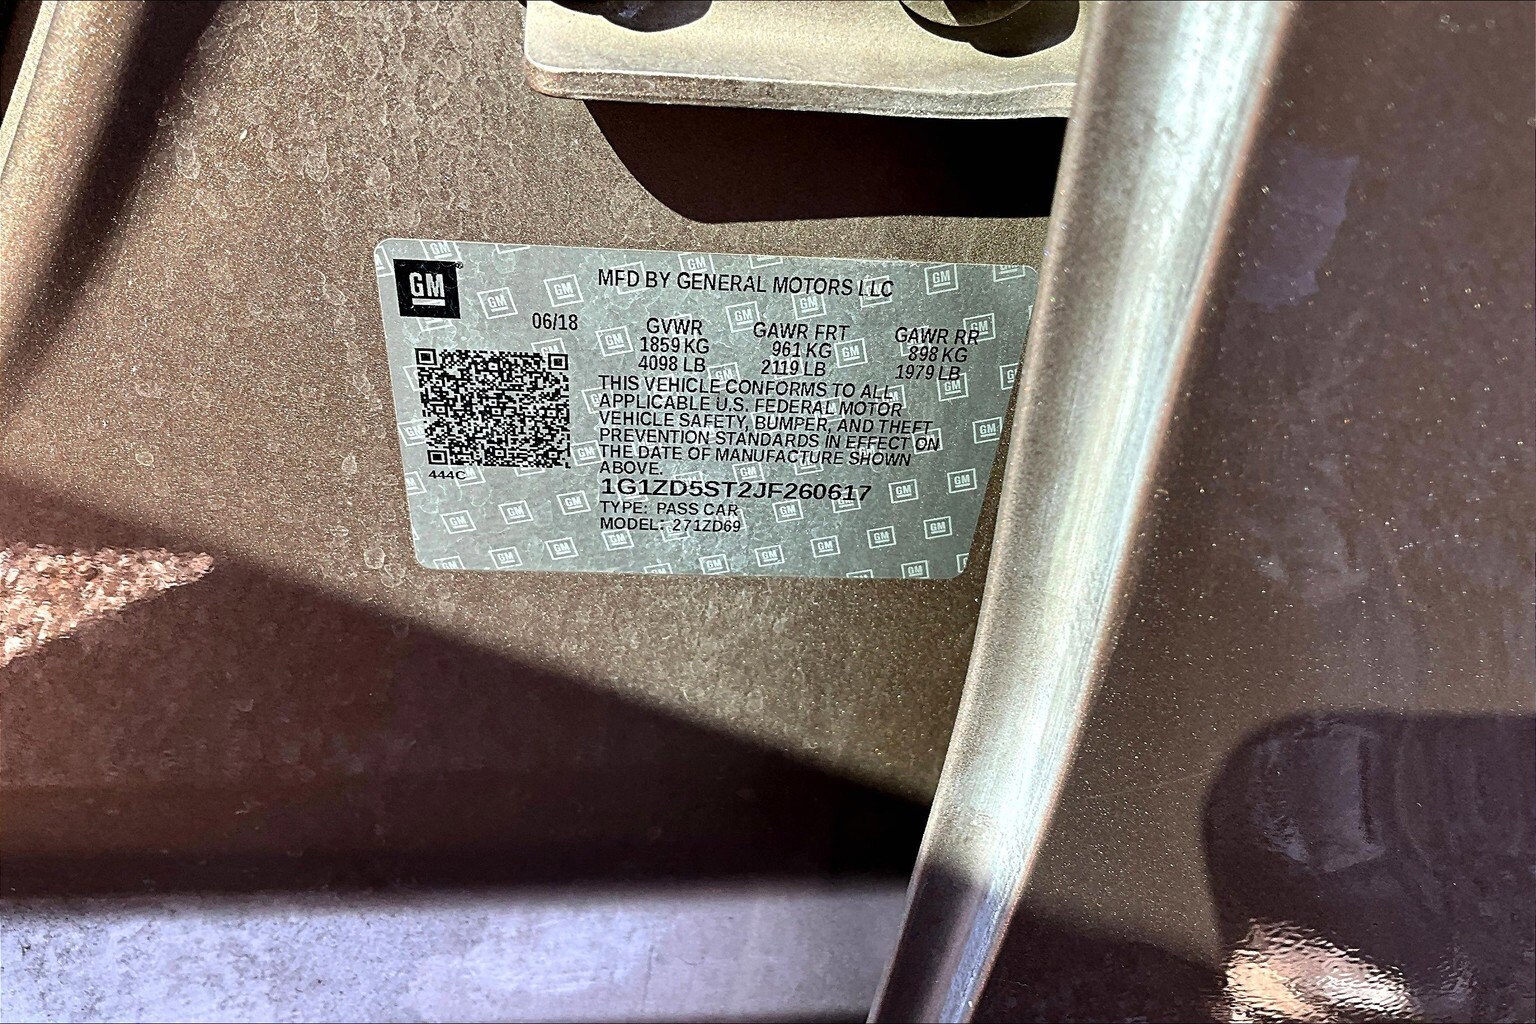 GM
MFD BY GENERAL MOTORS LLC
06/18
GVWR GAWR FRT GAWR RR
1859 KG 961 KG 898 KG
4098 LB 2119 LB 1979 LB
THIS VEHICLE CONFORMS TO ALL
APPLICABLE U.S. FEDERAL MOTOR
VEHICLE SAFETY, BUMPER, AND THEFT
PREVENTION STANDARDS IN EFFECT ON
THE DATE OF MANUFACTURE SHOWN
ABOVE.
444C
1G1ZD5ST2JF260617
TYPE: PASS CAR
MODEL: 271ZD69